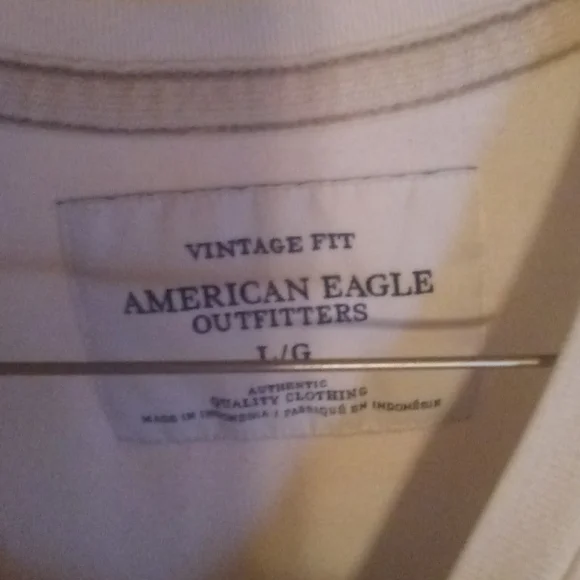 VINTAGE FIT
AMERICAN EAGLE
OUTFITTERS
L/G
AUTHENTIC
QUALITY CLOTHING
MADE IN INDONESIA / FABRIQUÉ EN INDONÉSIE